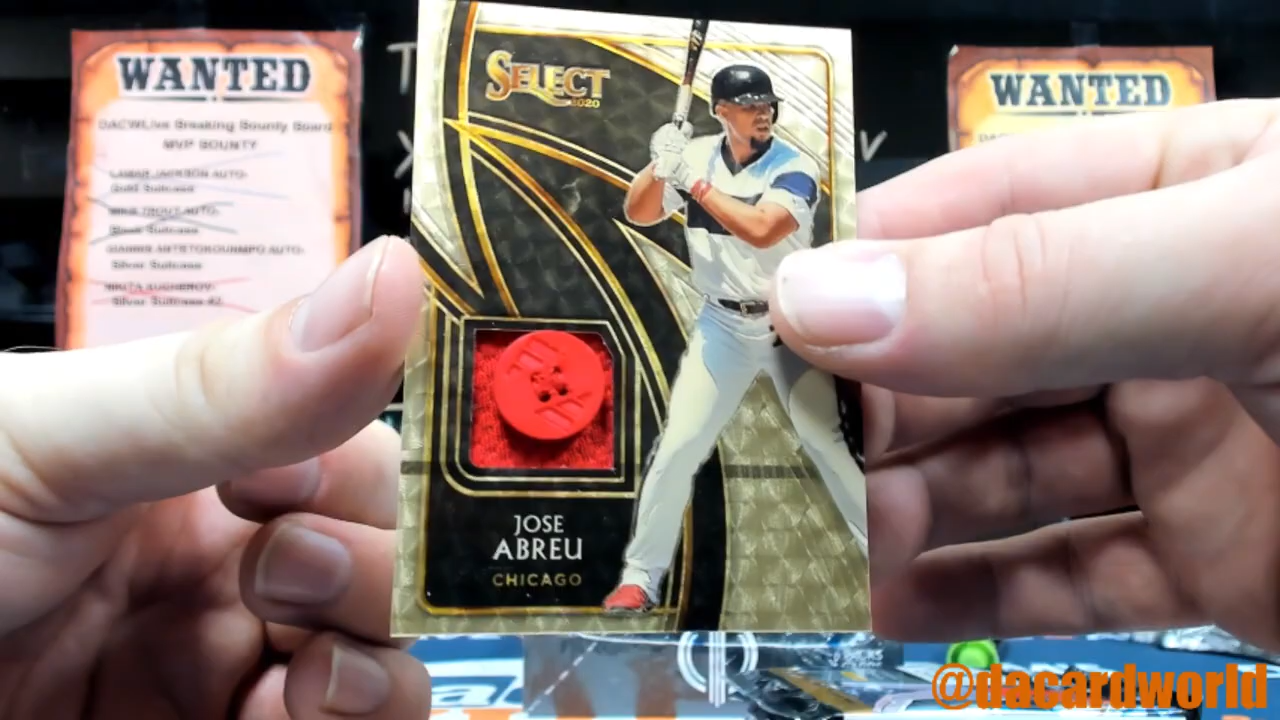 WANTED
DACWLive Breaking Bounty Board
MVP BOUNTY
LAMAR JACKSON AUTO-
Gold Suitcase
MIKE TROUT AUTO-
Black Suitcase
GIANNIS ANTETOKOUNMPO AUTO-
Silver Suitcase
NIKITA KUCHEROV-
Silver Suitcase #2
WANTED
SELECT
2020
JOSE
ABREU
CHICAGO
@dacardworld